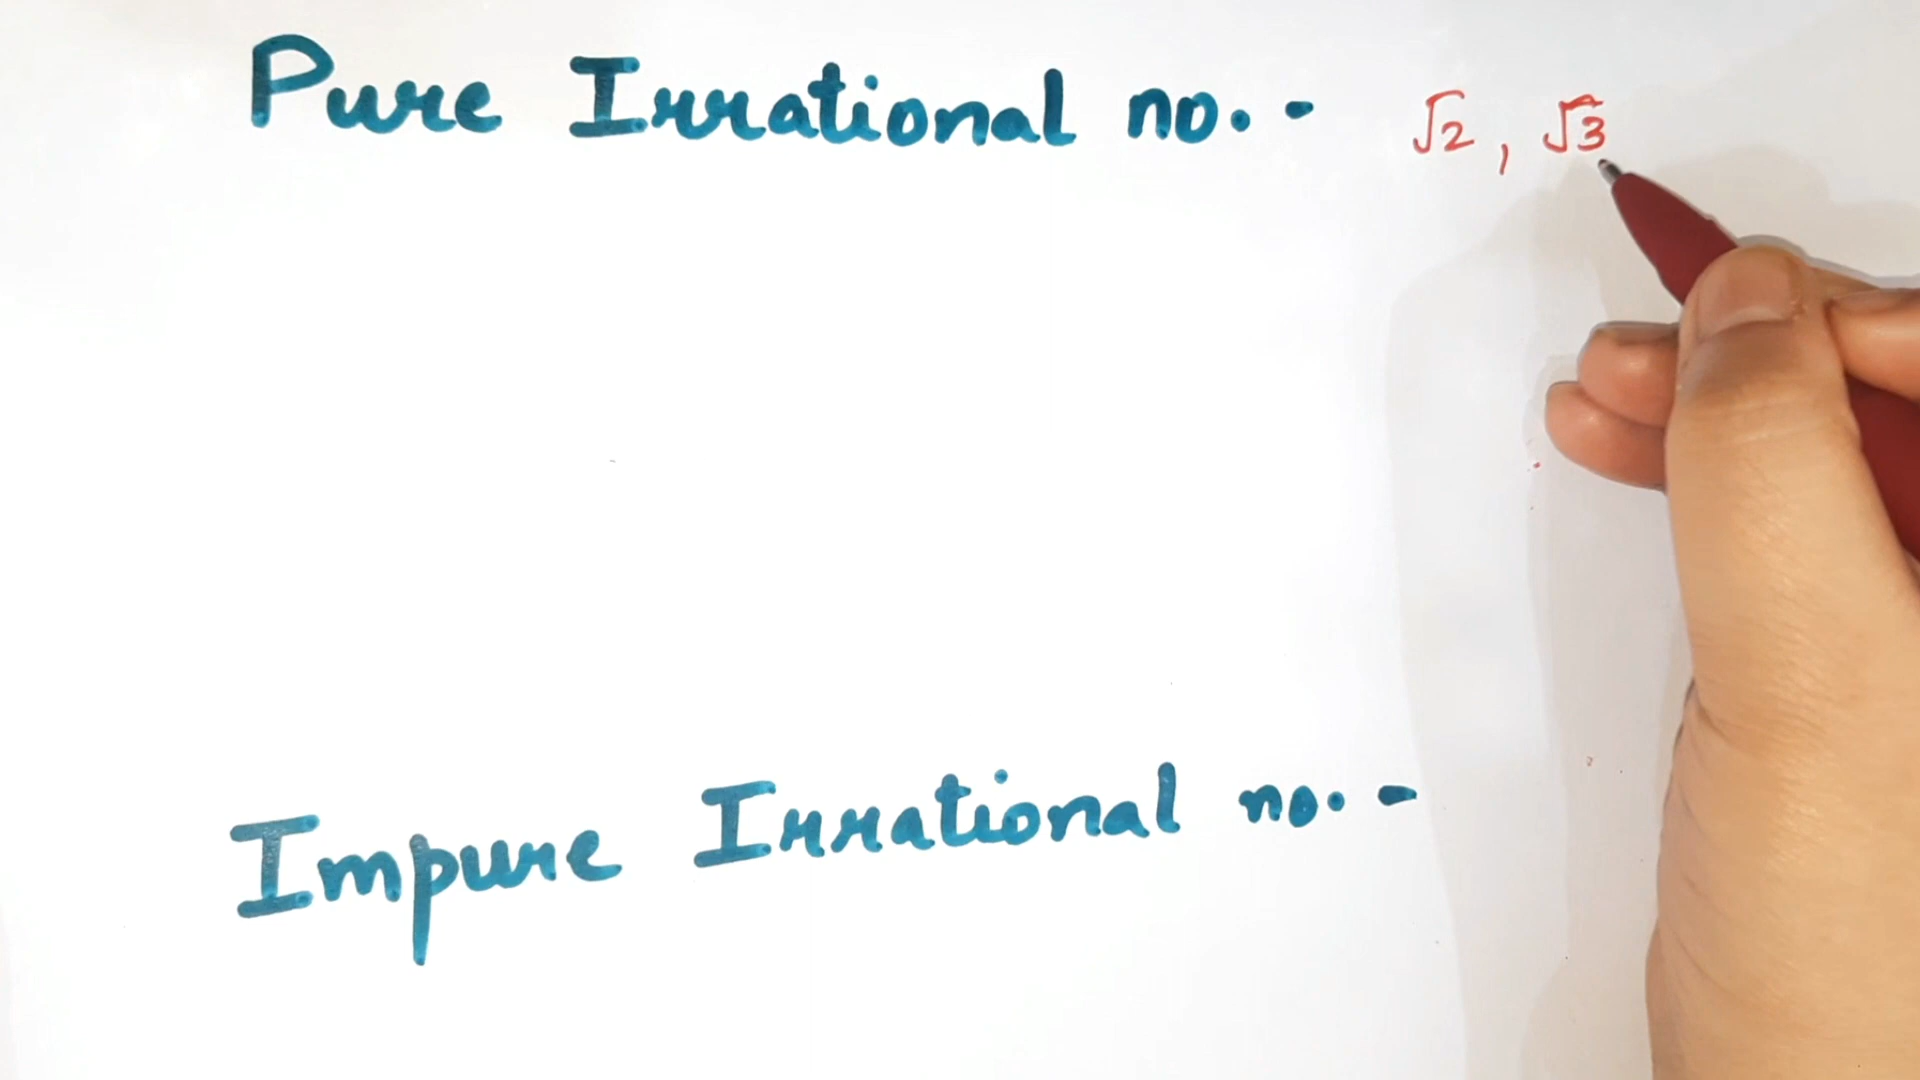 Pure Irrational no. - √2, √3
Impure Irrational no. -